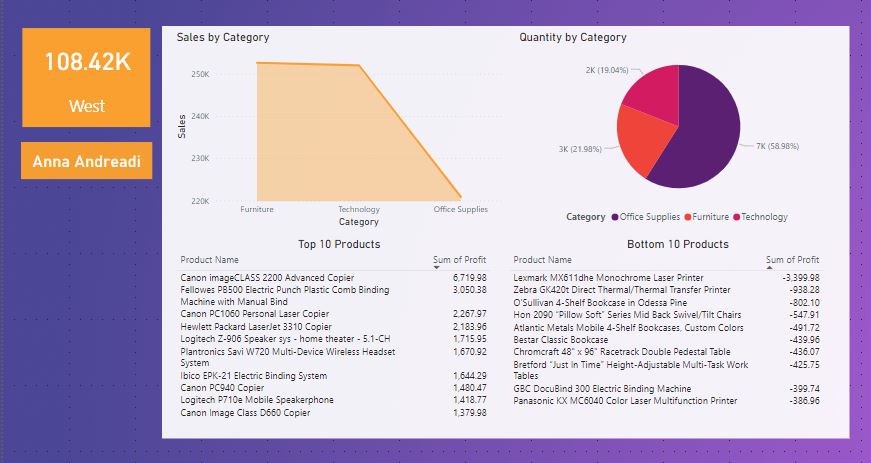 108.42K
West
Anna Andreadi
Sales by Category
250K
240K
230K
220K
Sales
Furniture
Technology
Office Supplies
Category
Quantity by Category
2K (19.04%)
3K (21.98%)
7K (58.98%)
Category Office Supplies Furniture Technology
Top 10 Products
Product Name Sum of Profit
Canon imageCLASS 2200 Advanced Copier 6,719.98
Fellowes PB500 Electric Punch Plastic Comb Binding 3,050.38
Machine with Manual Bind
Canon PC1060 Personal Laser Copier 2,267.97
Hewlett Packard LaserJet 3310 Copier 2,183.96
Logitech Z-906 Speaker sys - home theater - 5.1-CH 1,715.95
Plantronics Savi W720 Multi-Device Wireless Headset 1,670.92
System
Ibico EPK-21 Electric Binding System 1,644.29
Canon PC940 Copier 1,480.47
Logitech P710e Mobile Speakerphone 1,418.77
Canon Image Class D660 Copier 1,379.98
Bottom 10 Products
Product Name Sum of Profit
Lexmark MX611dhe Monochrome Laser Printer -3,399.98
Zebra GK420t Direct Thermal/Thermal Transfer Printer -938.28
O'Sullivan 4-Shelf Bookcase in Odessa Pine -802.10
Hon 2090 "Pillow Soft" Series Mid Back Swivel/Tilt Chairs -547.91
Atlantic Metals Mobile 4-Shelf Bookcases, Custom Colors -491.72
Bestar Classic Bookcase -439.96
Chromcraft 48" x 96" Racetrack Double Pedestal Table -436.07
Bretford "Just In Time" Height-Adjustable Multi-Task Work -425.75
Tables
GBC DocuBind 300 Electric Binding Machine -399.74
Panasonic KX MC6040 Color Laser Multifunction Printer -386.96